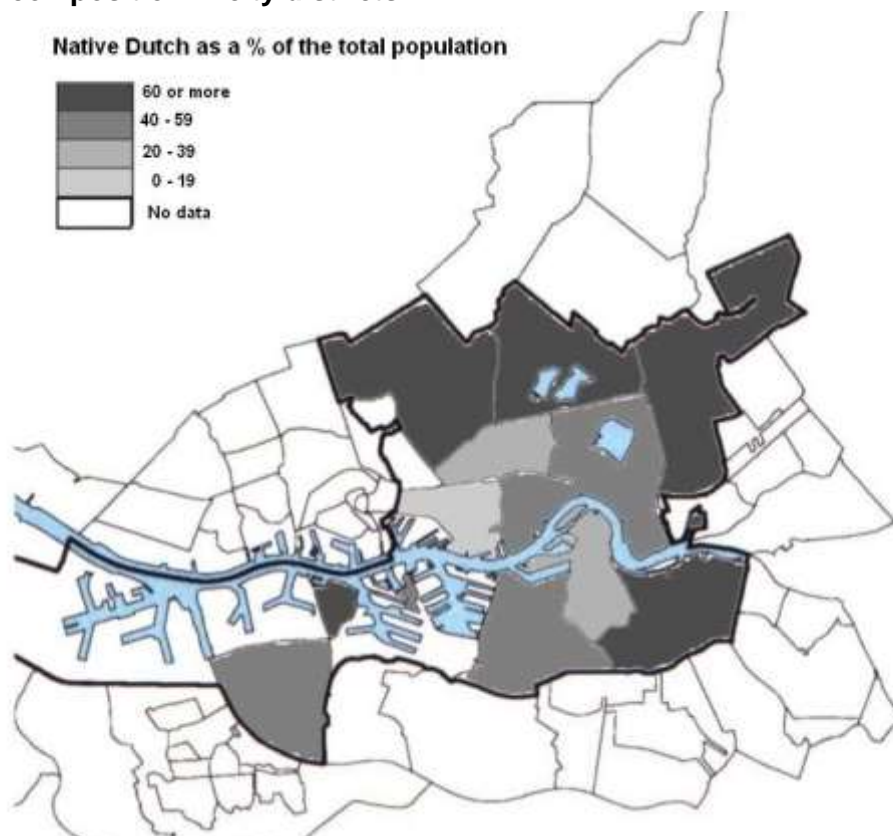 Native Dutch as a % of the total population
60 or more
40 - 59
20 - 39
0 - 19
No data